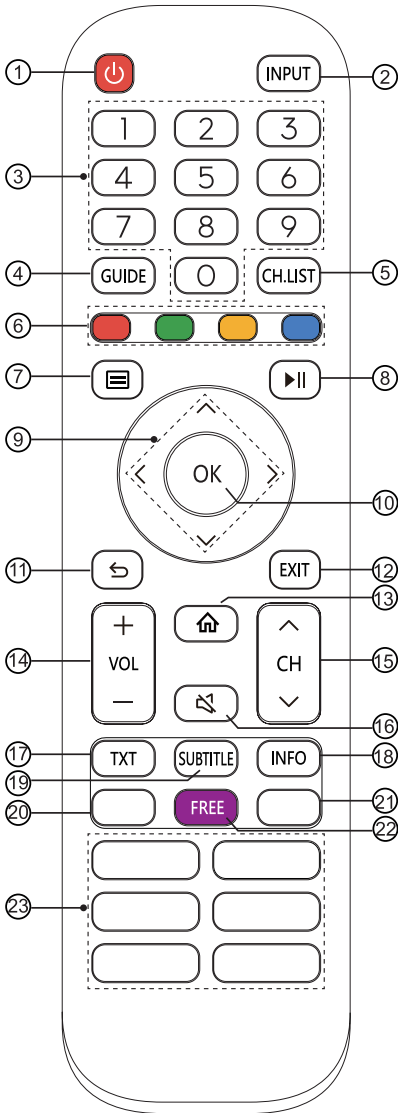 ① INPUT ②
1 2 3
③ 4 5 6
7 8 9
④ GUIDE 0 CH.LIST ⑤
⑥
⑦ ⑧
⑨
OK
⑩
⑪ EXIT ⑫
⑬
+
⑭ VOL CH ⑮
−
⑯
⑰ TXT SUBTITLE INFO ⑱
⑲
⑳ FREE ㉑
㉒
㉓